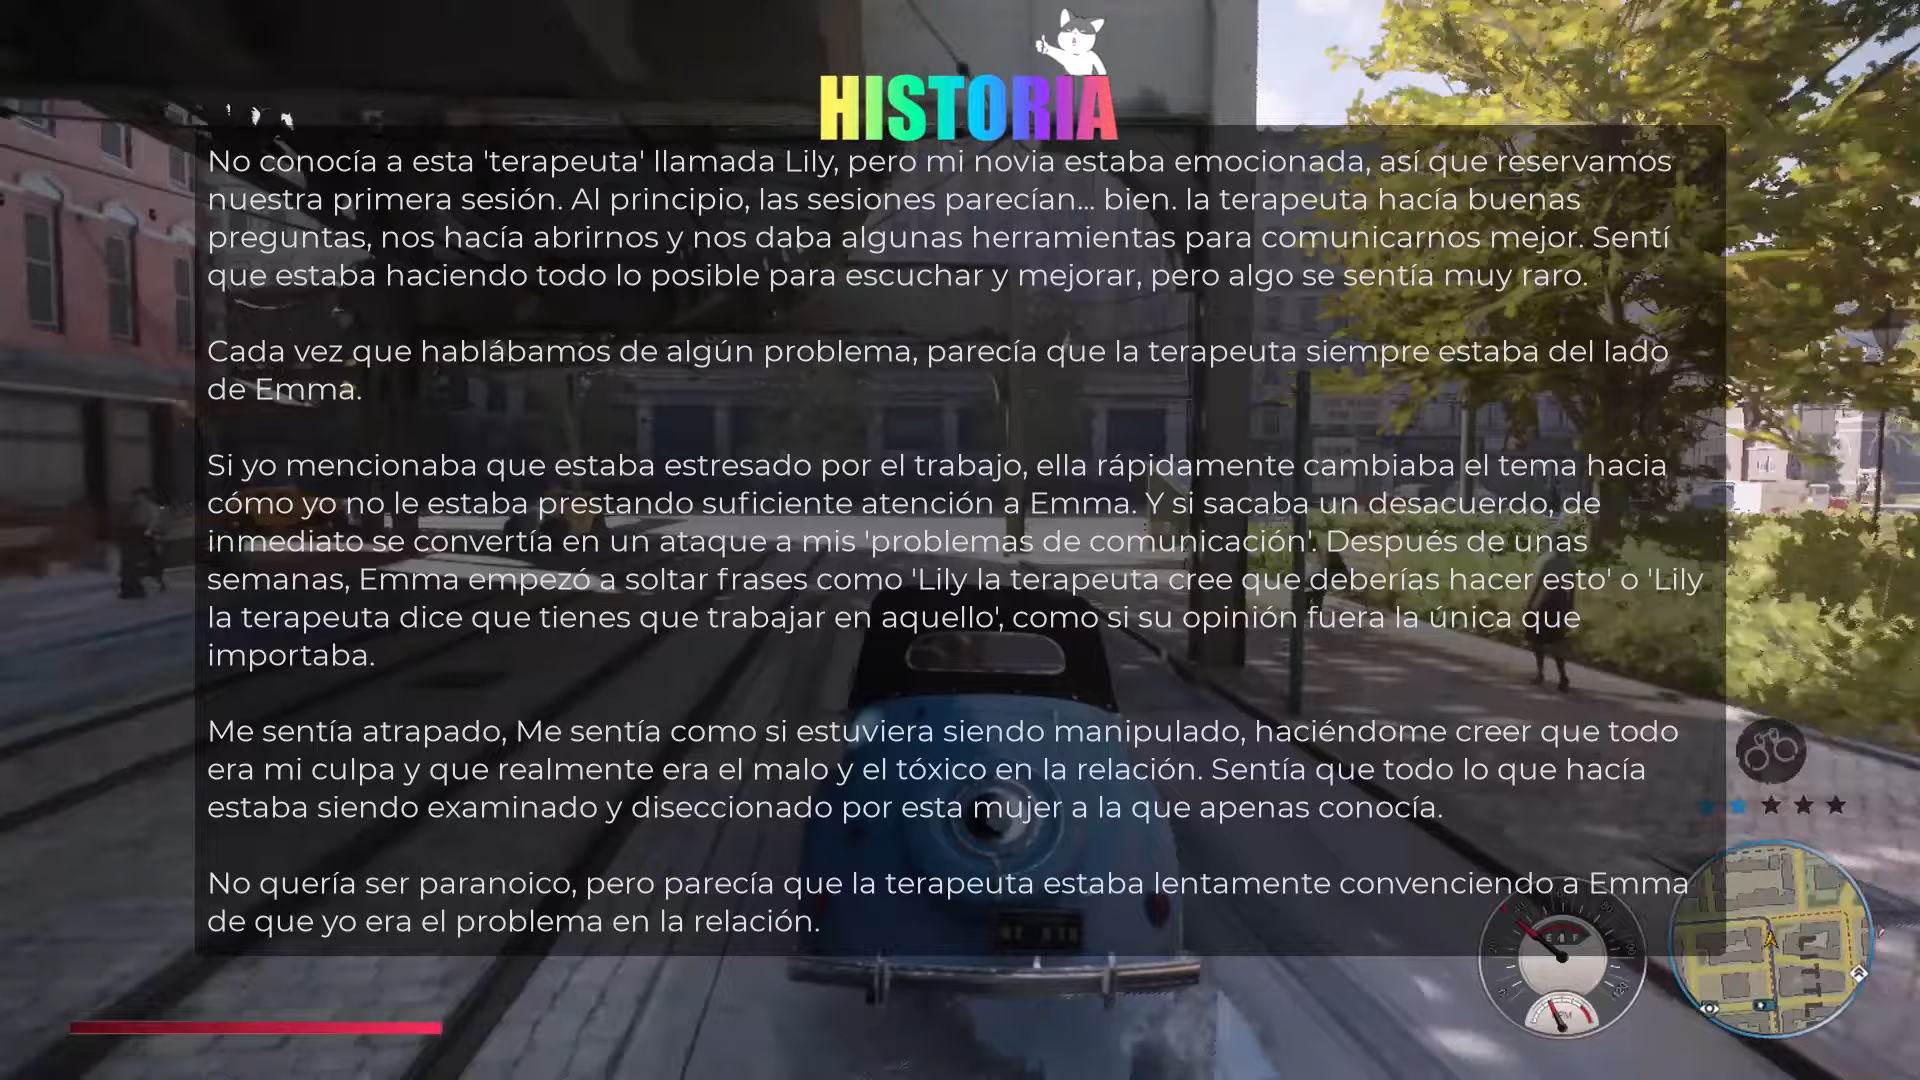 HISTORIA
No conocía a esta 'terapeuta' llamada Lily, pero mi novia estaba emocionada, así que reservamos
nuestra primera sesión. Al principio, las sesiones parecían... bien. la terapeuta hacía buenas
preguntas, nos hacía abrirnos y nos daba algunas herramientas para comunicarnos mejor. Sentí
que estaba haciendo todo lo posible para escuchar y mejorar, pero algo se sentía muy raro.
Cada vez que hablábamos de algún problema, parecía que la terapeuta siempre estaba del lado
de Emma.
Si yo mencionaba que estaba estresado por el trabajo, ella rápidamente cambiaba el tema hacia
cómo yo no le estaba prestando suficiente atención a Emma. Y si sacaba un desacuerdo, de
inmediato se convertía en un ataque a mis 'problemas de comunicación'. Después de unas
semanas, Emma empezó a soltar frases como 'Lily la terapeuta cree que deberías hacer esto' o 'Lily
la terapeuta dice que tienes que trabajar en aquello', como si su opinión fuera la única que
importaba.
Me sentía atrapado, Me sentía como si estuviera siendo manipulado, haciéndome creer que todo
era mi culpa y que realmente era el malo y el tóxico en la relación. Sentía que todo lo que hacía
estaba siendo examinado y diseccionado por esta mujer a la que apenas conocía.
No quería ser paranoico, pero parecía que la terapeuta estaba lentamente convenciendo a Emma
de que yo era el problema en la relación.